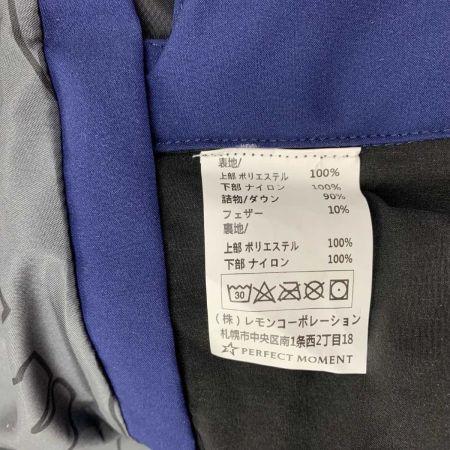 裏地/
上部 ポリエステル 100%
下部 ナイロン 100%
詰物/ダウン 90%
フェザー 10%
裏地/
上部 ポリエステル 100%
下部 ナイロン 100%
30
(株)レモンコーポレーション
札幌市中央区南1条西2丁目18
PERFECT MOMENT